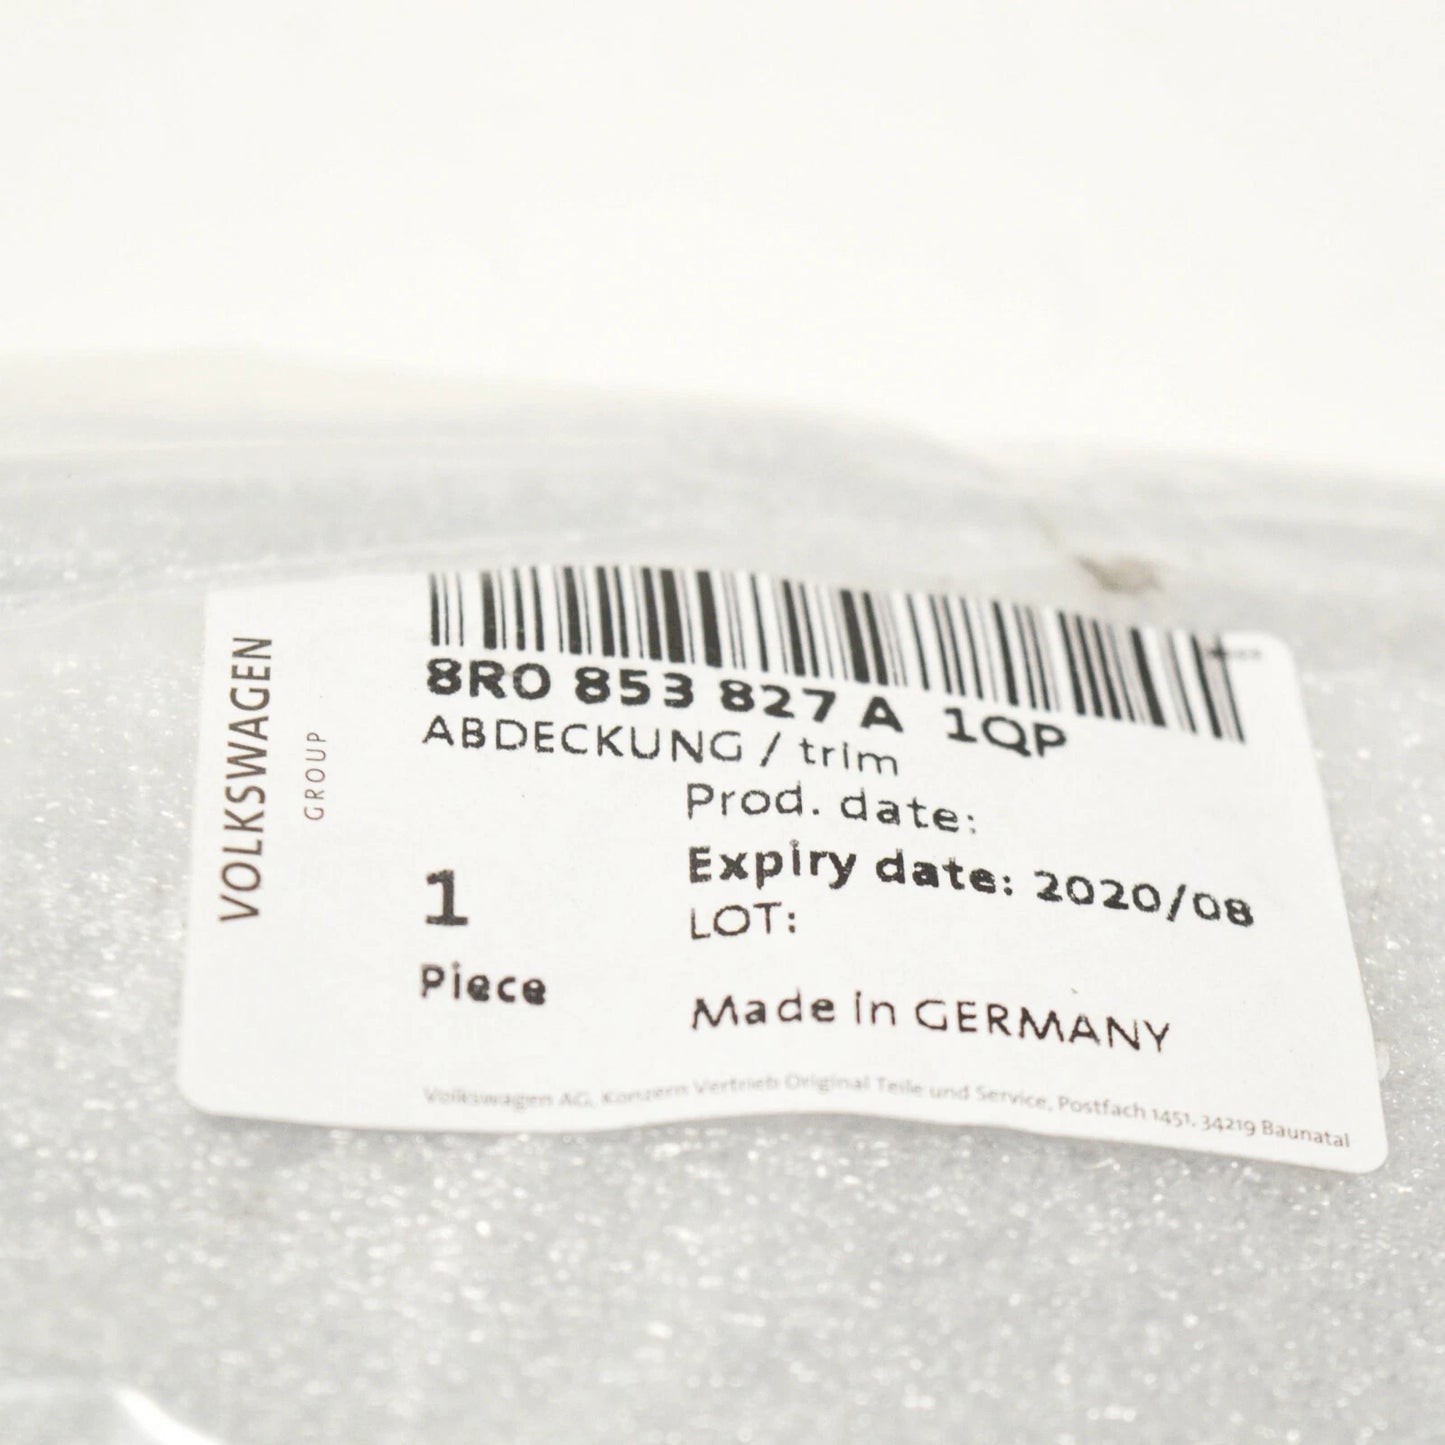 VOLKSWAGEN
GROUP
8R0 853 827 A 1QP
ABDECKUNG / trim
Prod. date:
Expiry date: 2020/08
LOT:
1
Piece
Made in GERMANY
Volkswagen AG, Konzern Vertrieb Original Teile und Service, Postfach 1451, 34219 Baunatal